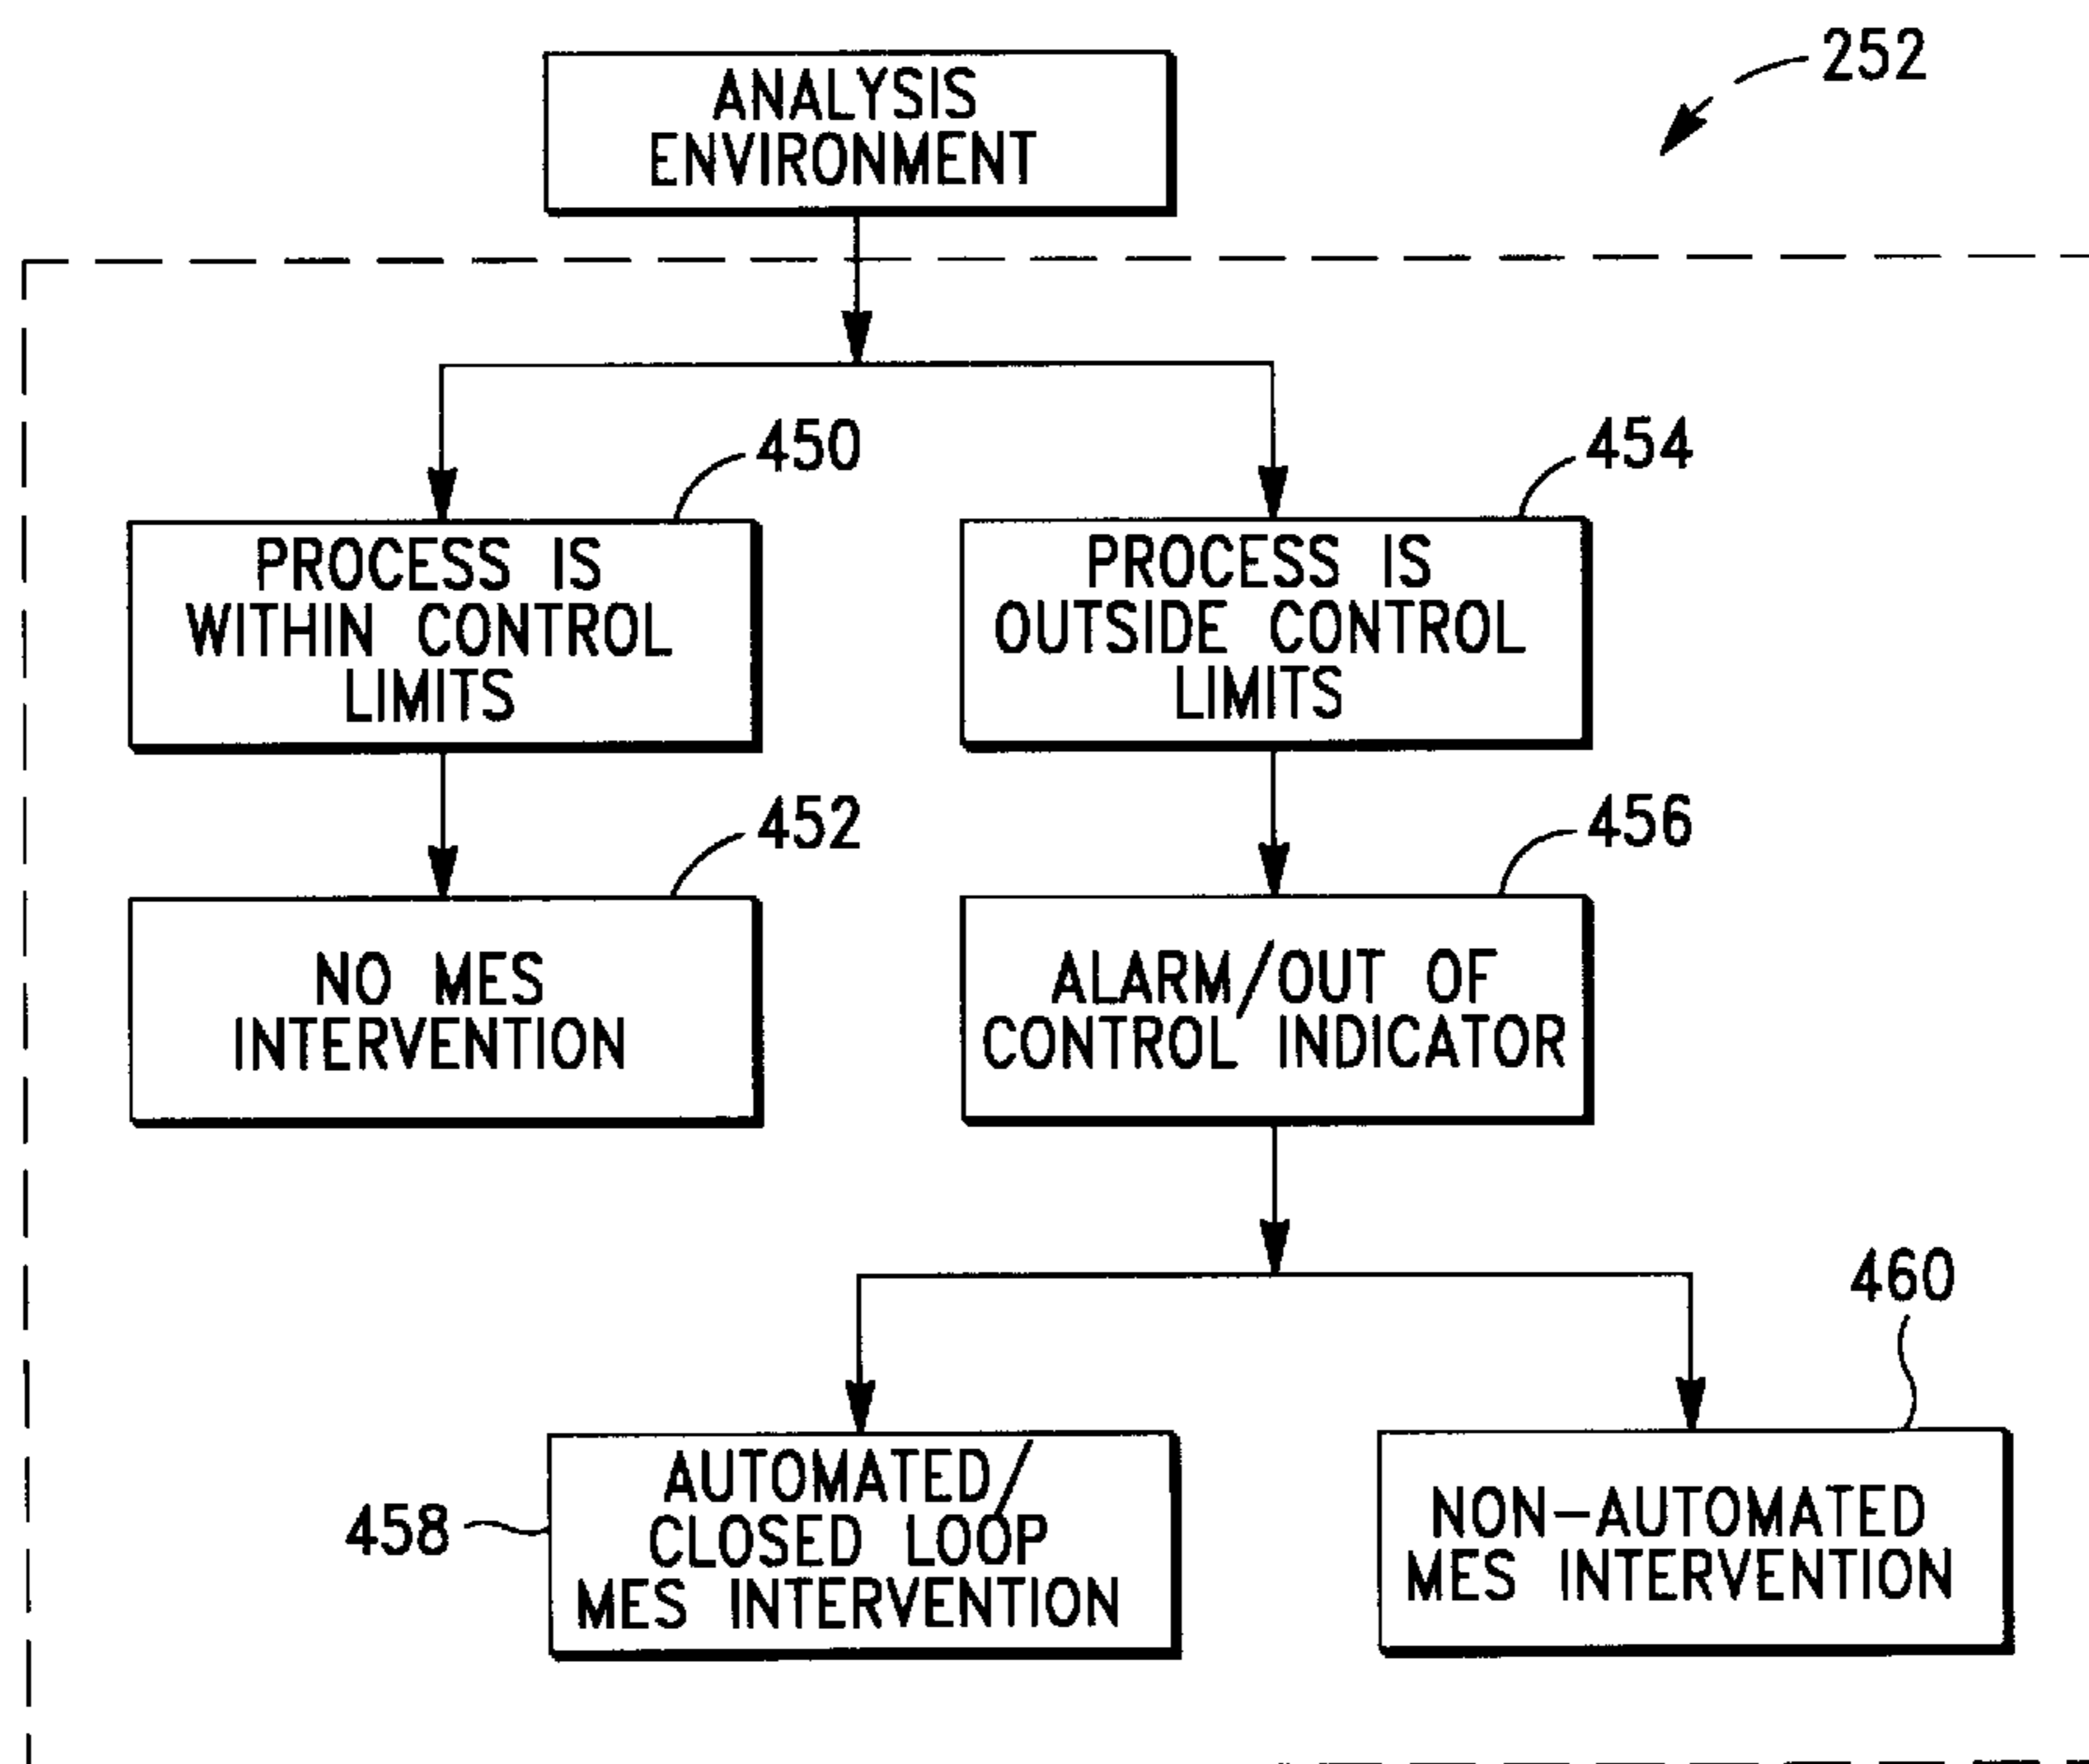 252
ANALYSIS
ENVIRONMENT
450
454
PROCESS IS
WITHIN CONTROL
LIMITS
PROCESS IS
OUTSIDE CONTROL
LIMITS
452
456
NO MES
INTERVENTION
ALARM/OUT OF
CONTROL INDICATOR
460
458
AUTOMATED/
CLOSED LOOP
MES INTERVENTION
NON-AUTOMATED
MES INTERVENTION